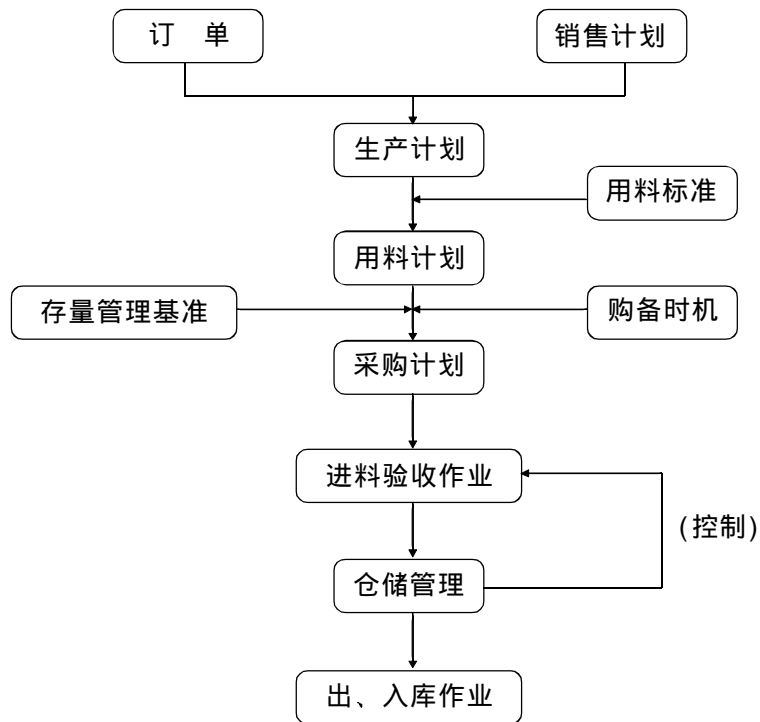 订 单
销售计划
生产计划
用料标准
用料计划
存量管理基准
购备时机
采购计划
进料验收作业
(控制)
仓储管理
出、入库作业